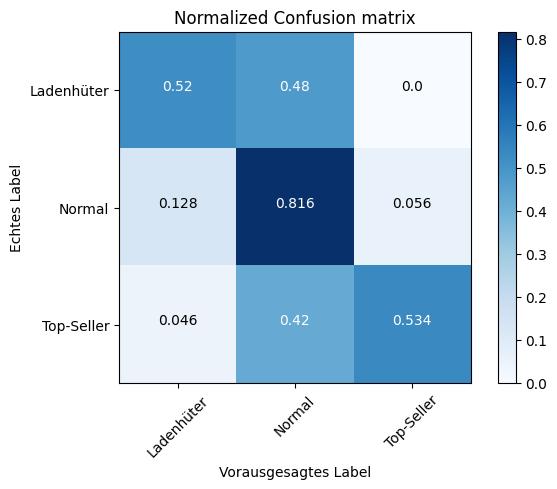 Normalized Confusion matrix
Ladenhüter 0.52 0.48 0.0
Normal 0.128 0.816 0.056
Top-Seller 0.046 0.42 0.534
Echtes Label
Ladenhüter Normal Top-Seller
Vorausgesagtes Label
0.8
0.7
0.6
0.5
0.4
0.3
0.2
0.1
0.0